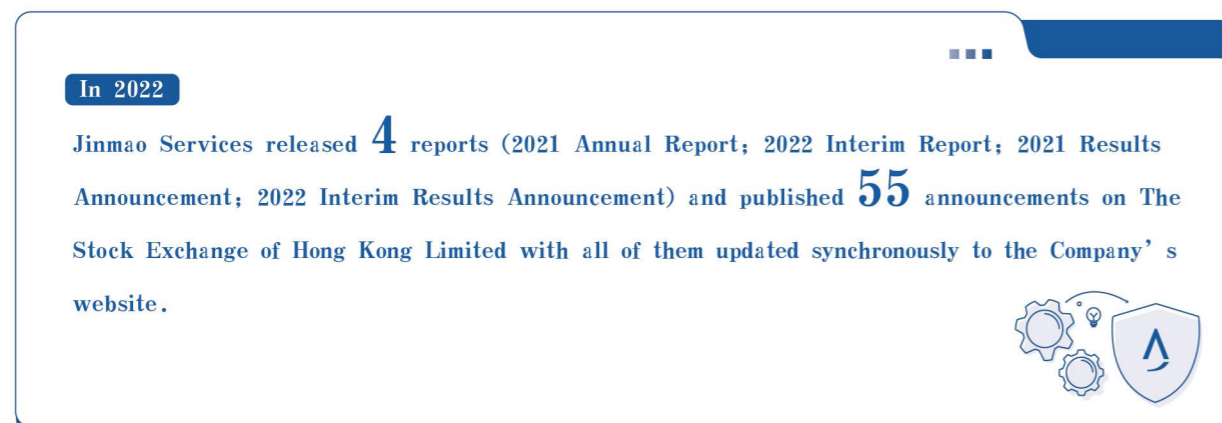 In 2022
Jinmao Services released 4 reports (2021 Annual Report; 2022 Interim Report; 2021 Results
Announcement; 2022 Interim Results Announcement) and published 55 announcements on The
Stock Exchange of Hong Kong Limited with all of them updated synchronously to the Company’s
website.